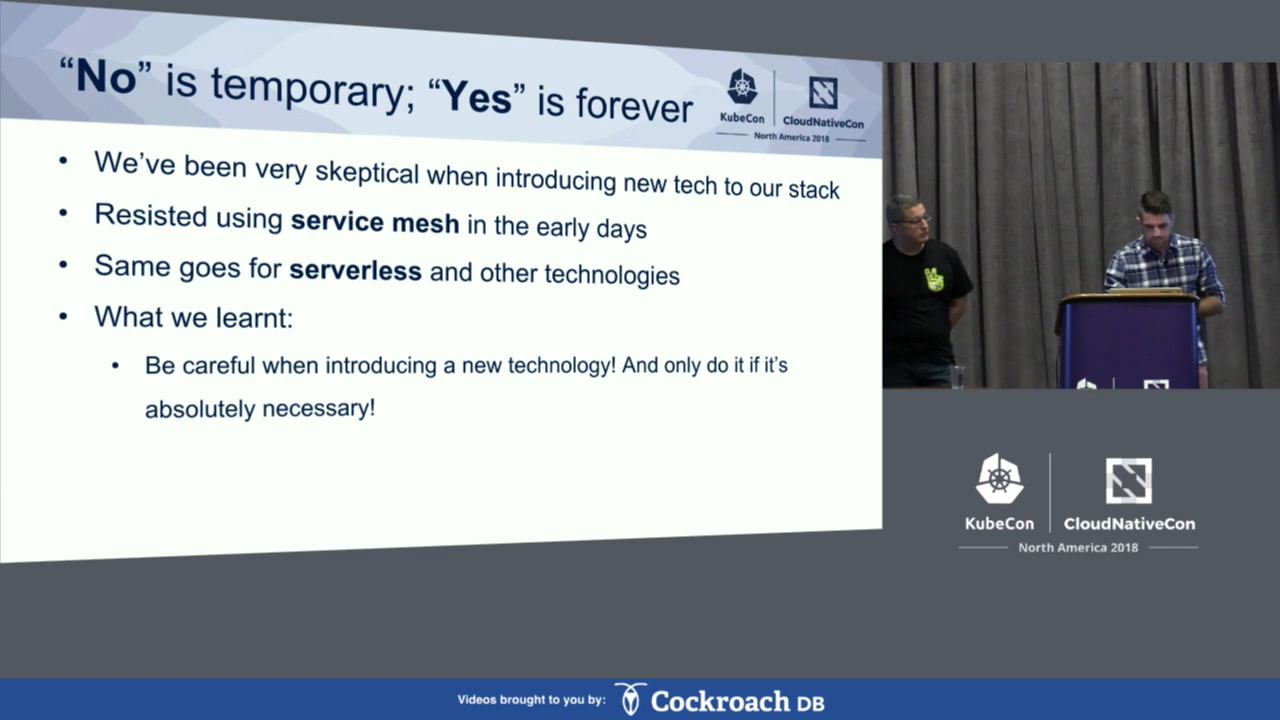 “No” is temporary; “Yes” is forever
KubeCon
CloudNativeCon
North America 2018
• We’ve been very skeptical when introducing new tech to our stack
• Resisted using service mesh in the early days
• Same goes for serverless and other technologies
• What we learnt:
• Be careful when introducing a new technology! And only do it if it’s
absolutely necessary!
KubeCon
CloudNativeCon
North America 2018
Videos brought to you by:
Cockroach DB